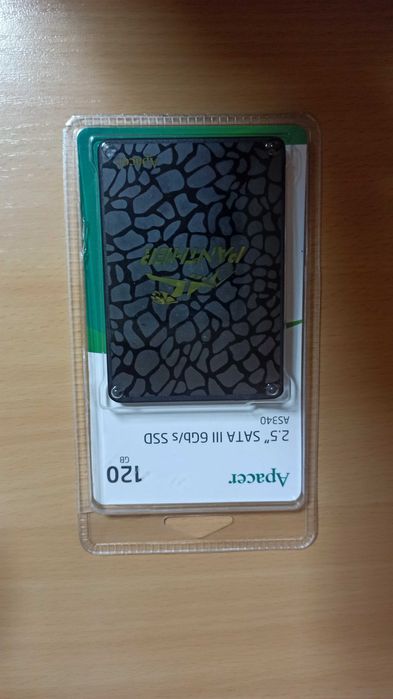 Apacer
120
GB
2.5" SATA III 6Gb/s SSD
AS340
PANTHER
Apacer